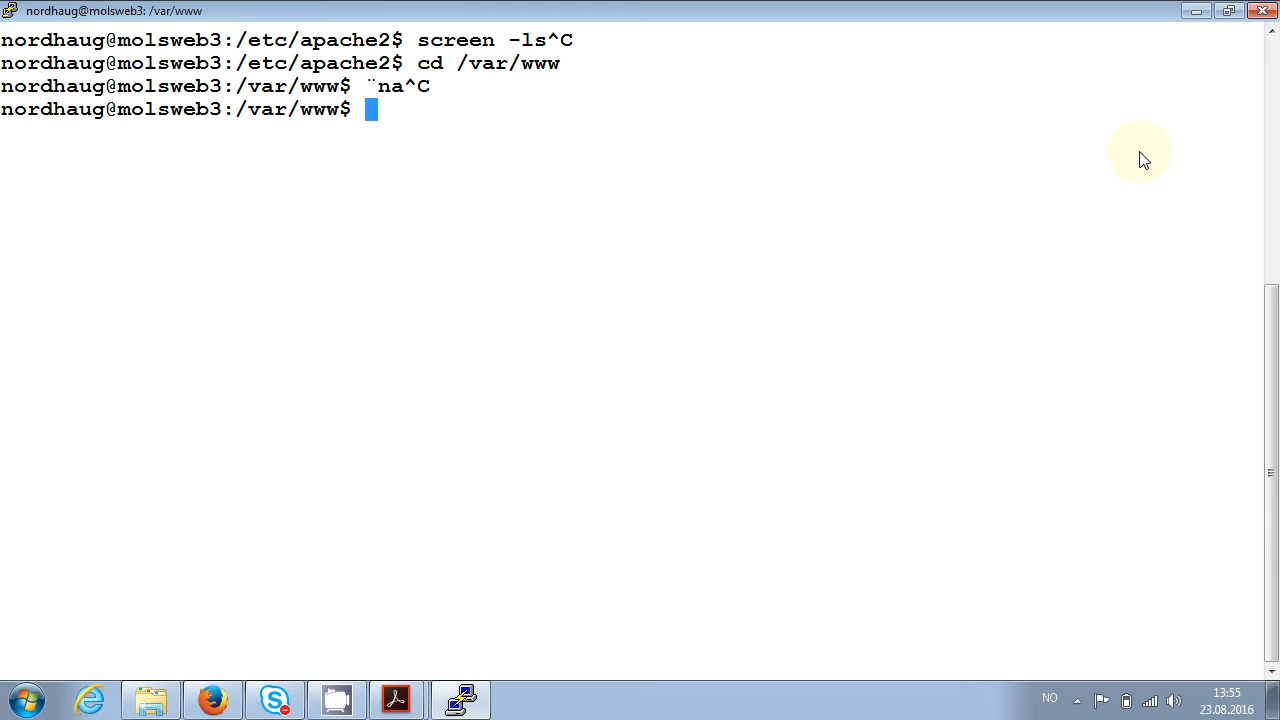 nordhaug@molsweb3: /var/www
nordhaug@molsweb3:/etc/apache2$ screen -ls^C
nordhaug@molsweb3:/etc/apache2$ cd /var/www
nordhaug@molsweb3:/var/www$ ¨na^C
nordhaug@molsweb3:/var/www$
NO
13:55
23.08.2016